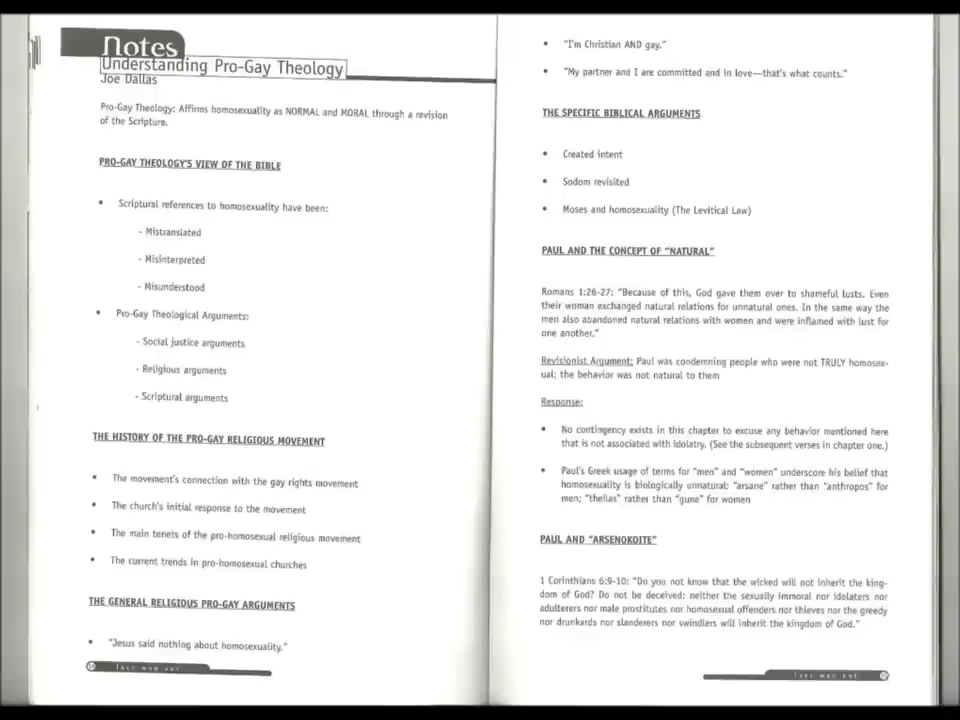 Notes
Understanding Pro-Gay Theology
Joe Dallas
Pro-Gay Theology: Affirms homosexuality as NORMAL and MORAL through a revision
of the Scripture.
PRO-GAY THEOLOGY'S VIEW OF THE BIBLE
• Scriptural references to homosexuality have been:
- Mistranslated
- Misinterpreted
- Misunderstood
• Pro-Gay Theological Arguments:
- Social justice arguments
- Religious arguments
- Scriptural arguments
THE HISTORY OF THE PRO-GAY RELIGIOUS MOVEMENT
• The movement's connection with the gay rights movement
• The church's initial response to the movement
• The main tenets of the pro-homosexual religious movement
• The current trends in pro-homosexual churches
THE GENERAL RELIGIOUS PRO-GAY ARGUMENTS
• "Jesus said nothing about homosexuality."
love won out
• "I'm Christian AND gay."
• "My partner and I are committed and in love—that's what counts."
THE SPECIFIC BIBLICAL ARGUMENTS
• Created intent
• Sodom revisited
• Moses and homosexuality (The Levitical Law)
PAUL AND THE CONCEPT OF "NATURAL"
Romans 1:26-27: "Because of this, God gave them over to shameful lusts. Even
their woman exchanged natural relations for unnatural ones. In the same way the
men also abandoned natural relations with women and were inflamed with lust for
one another."
Revisionist Argument: Paul was condemning people who were not TRULY homosex-
ual; the behavior was not natural to them
Response:
• No contingency exists in this chapter to excuse any behavior mentioned here
that is not associated with idolatry. (See the subsequent verses in chapter one.)
• Paul's Greek usage of terms for "men" and "women" underscore his belief that
homosexuality is biologically unnatural: "arsane" rather than "anthropos" for
men; "thelias" rather than "gune" for women
PAUL AND "ARSENOKOITE"
1 Corinthians 6:9-10: "Do you not know that the wicked will not inherit the king-
dom of God? Do not be deceived: neither the sexually immoral nor idolaters nor
adulterers nor male prostitutes nor homosexual offenders nor thieves nor the greedy
nor drunkards nor slanderers nor swindlers will inherit the kingdom of God."
love won out